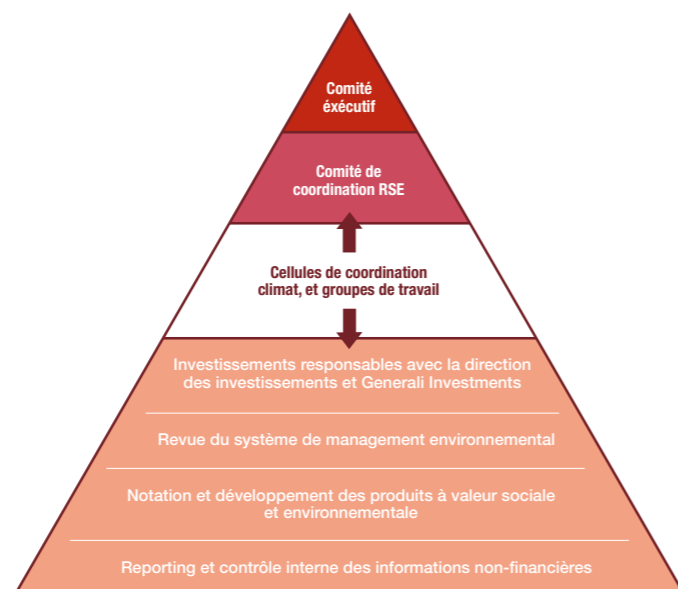 Comité
éxécutif
Comité de
coordination RSE
Cellules de coordination
climat, et groupes de travail
Investissements responsables avec la direction
des investissements et Generali Investments
Revue du système de management environnemental
Notation et développement des produits à valeur sociale
et environnementale
Reporting et contrôle interne des informations non-financières